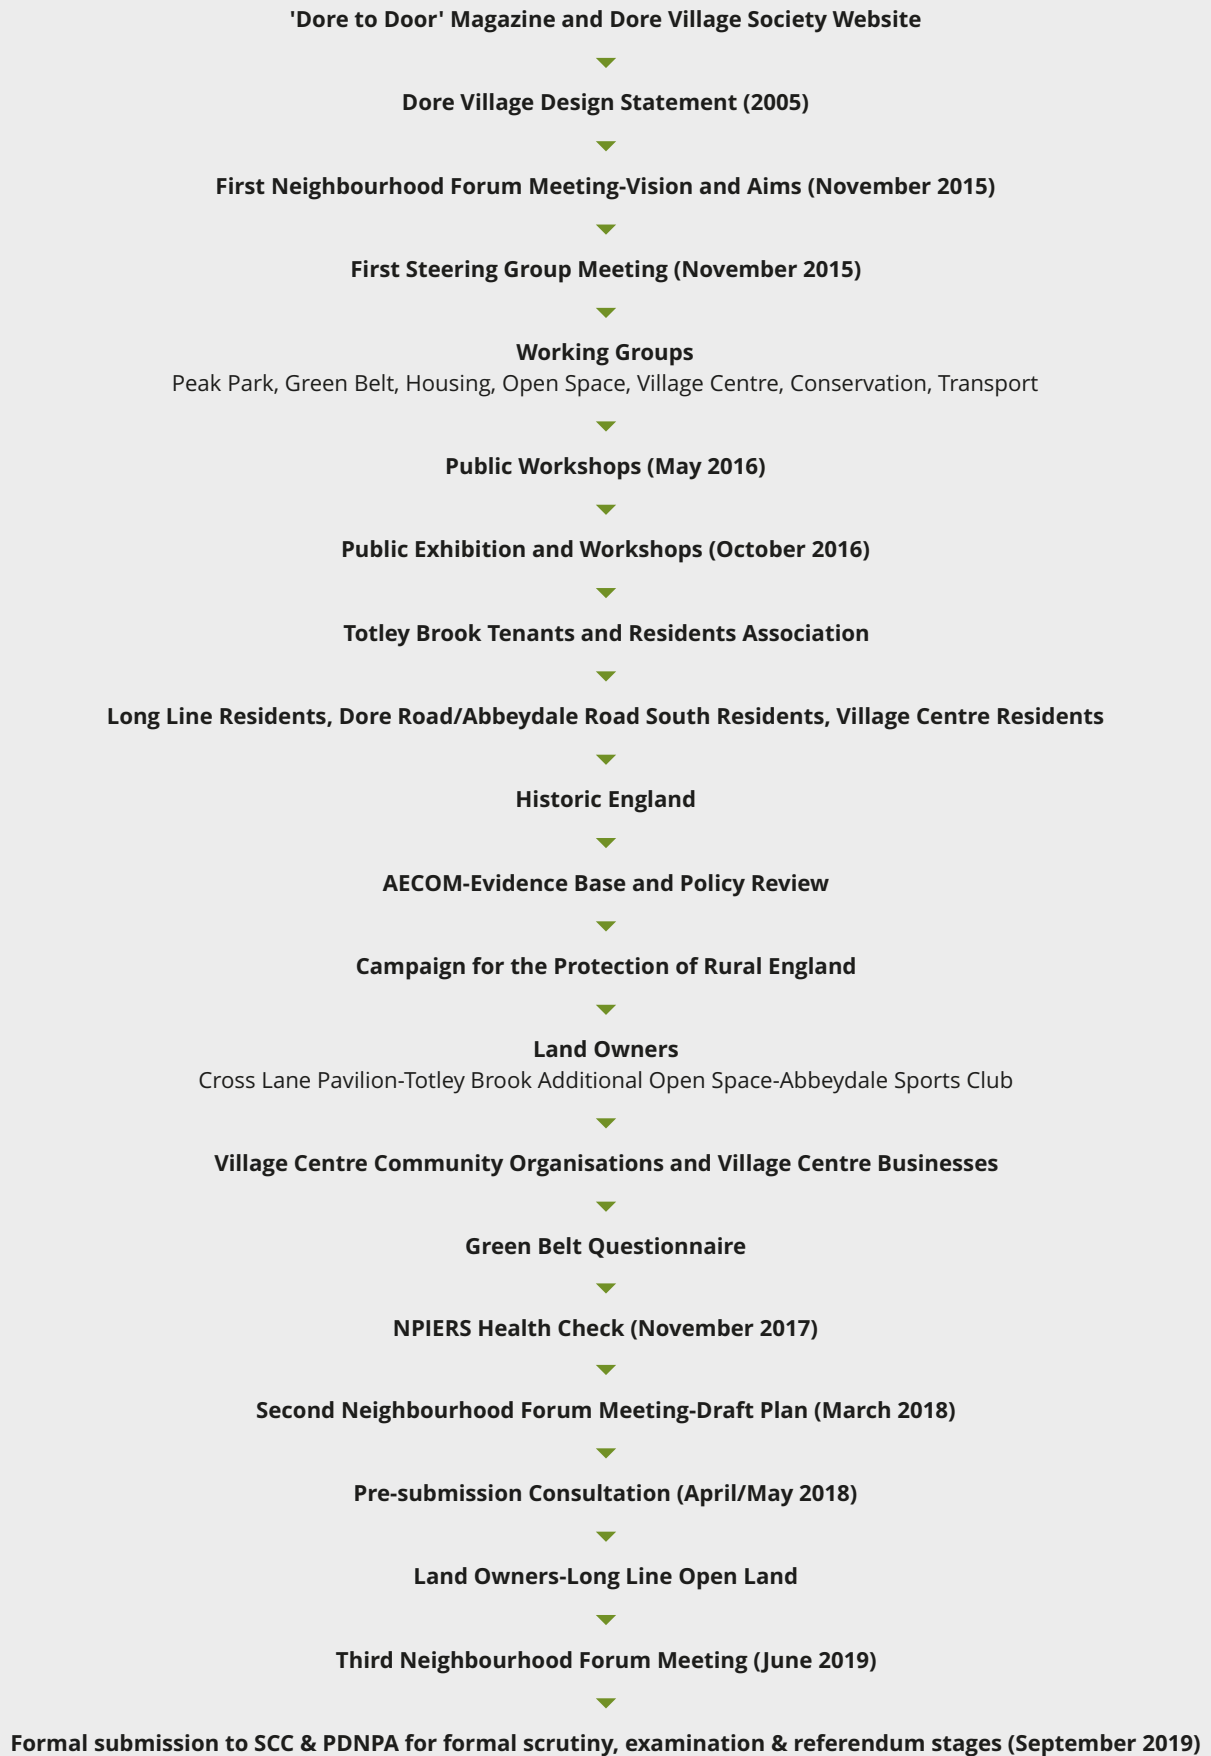 'Dore to Door' Magazine and Dore Village Society Website
Dore Village Design Statement (2005)
First Neighbourhood Forum Meeting-Vision and Aims (November 2015)
First Steering Group Meeting (November 2015)
Working Groups
Peak Park, Green Belt, Housing, Open Space, Village Centre, Conservation, Transport
Public Workshops (May 2016)
Public Exhibition and Workshops (October 2016)
Totley Brook Tenants and Residents Association
Long Line Residents, Dore Road/Abbeydale Road South Residents, Village Centre Residents
Historic England
AECOM-Evidence Base and Policy Review
Campaign for the Protection of Rural England
Land Owners
Cross Lane Pavilion-Totley Brook Additional Open Space-Abbeydale Sports Club
Village Centre Community Organisations and Village Centre Businesses
Green Belt Questionnaire
NPIERS Health Check (November 2017)
Second Neighbourhood Forum Meeting-Draft Plan (March 2018)
Pre-submission Consultation (April/May 2018)
Land Owners-Long Line Open Land
Third Neighbourhood Forum Meeting (June 2019)
Formal submission to SCC & PDNPA for formal scrutiny, examination & referendum stages (September 2019)